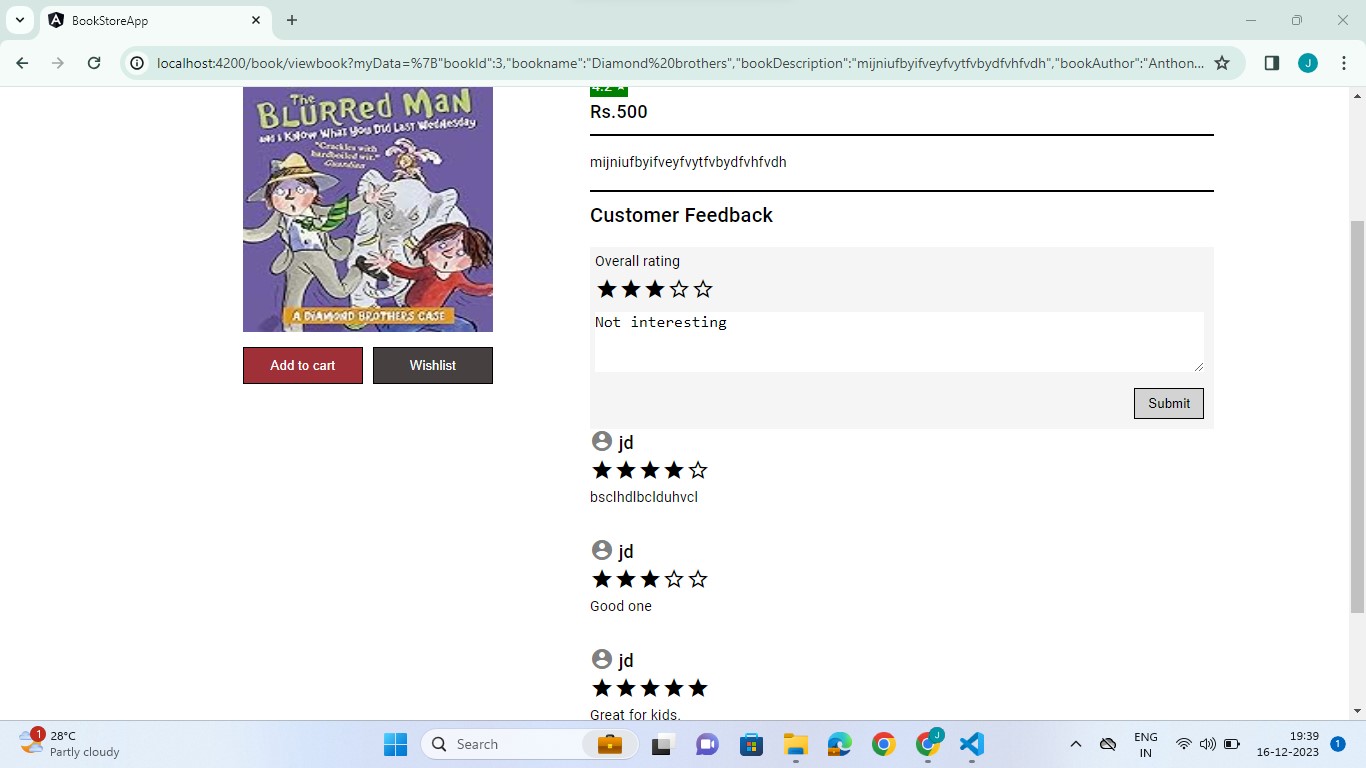 BookStoreApp
localhost:4200/book/viewbook?myData=%7B"bookId":3,"bookname":"Diamond%20brothers","bookDescription":"mijniufbyifveyfvytfvbydfvhfvdh","bookAuthor":"Anthon...
J
The
BLURRED MAN
and I Know What You Did Last Wednesday
"Crackles with
hardboiled wit."
Guardian
A DIAMOND BROTHERS CASE
Add to cart
Wishlist
4.2 ★
Rs.500
mijniufbyifveyfvytfvbydfvhfvdh
Customer Feedback
Overall rating
Not interesting
Submit
jd
bsclhdlbclduhvcl
jd
Good one
jd
Great for kids.
1
28°C
Partly cloudy
Search
J
ENG
IN
19:39
16-12-2023
1